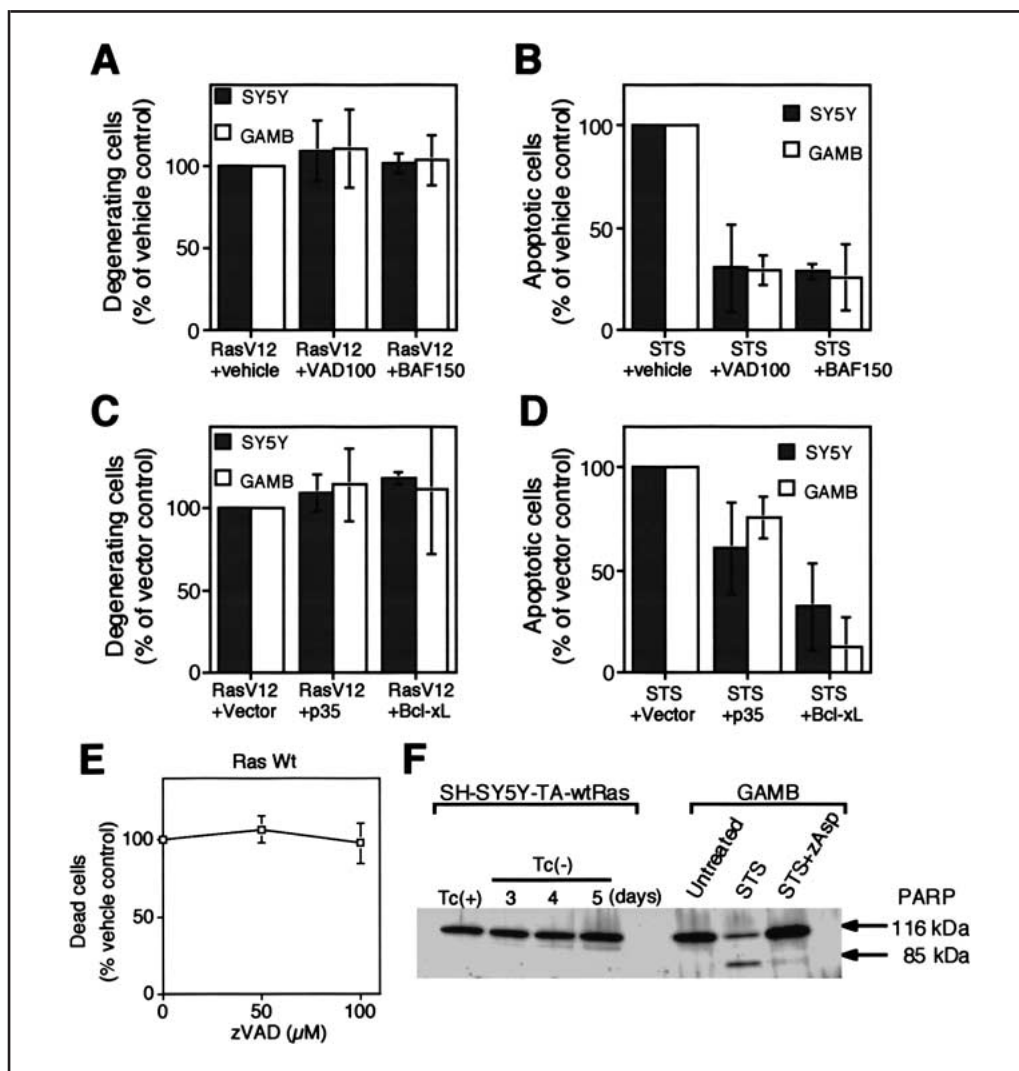 A
Degenerating cells
(% of vehicle control)
100
50
0
SY5Y
GAMB
RasV12
+vehicle
RasV12
+VAD100
RasV12
+BAF150
B
Apoptotic cells
(% of vehicle control)
100
50
0
SY5Y
GAMB
STS
+vehicle
STS
+VAD100
STS
+BAF150
C
Degenerating cells
(% of vector control)
100
50
0
SY5Y
GAMB
RasV12
+Vector
RasV12
+p35
RasV12
+Bcl-xL
D
Apoptotic cells
(% of vector control)
100
50
0
SY5Y
GAMB
STS
+Vector
STS
+p35
STS
+Bcl-xL
E
Ras Wt
Dead cells
(% vehcle control)
100
50
0
0 50 100
zVAD (μM)
F
SH-SY5Y-TA-wtRas
GAMB
Tc(-)
Tc(+) 3 4 5 (days)
Untreated
STS
STS+zAsp
PARP
116 kDa
85 kDa